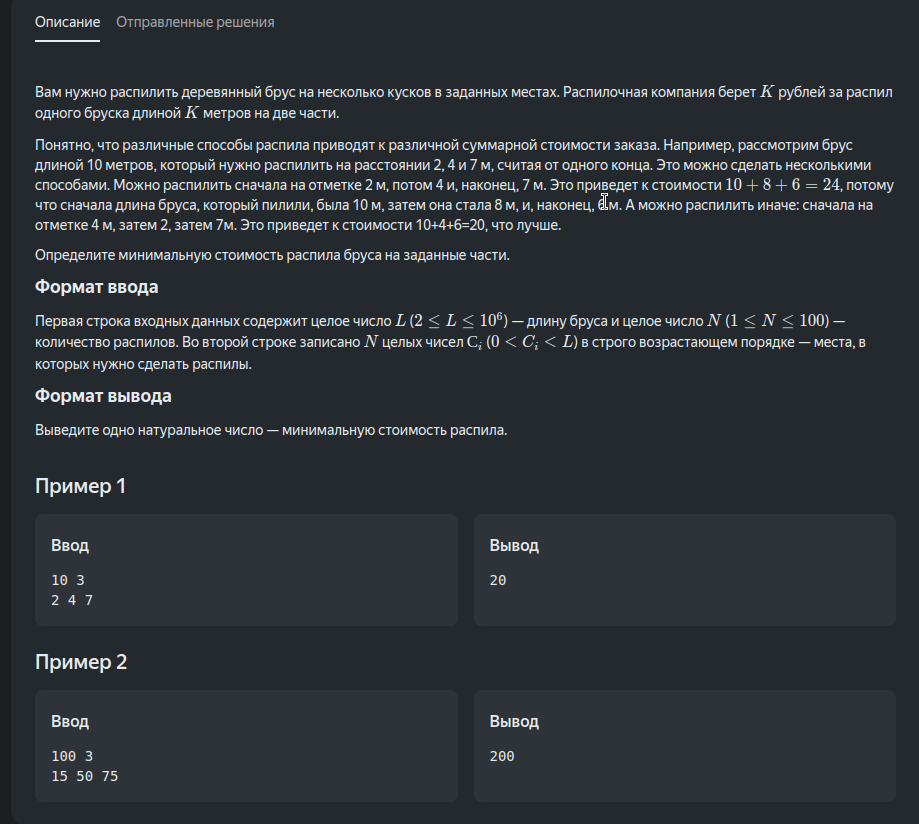 Описание Отправленные решения
Вам нужно распилить деревянный брус на несколько кусков в заданных местах. Распилочная компания берет K рублей за распил
одного бруска длиной K метров на две части.
Понятно, что различные способы распила приводят к различной суммарной стоимости заказа. Например, рассмотрим брус
длиной 10 метров, который нужно распилить на расстоянии 2, 4 и 7 м, считая от одного конца. Это можно сделать несколькими
способами. Можно распилить сначала на отметке 2 м, потом 4 и, наконец, 7 м. Это приведет к стоимости 10 + 8 + 6 = 24, потому
что сначала длина бруса, который пилили, была 10 м, затем она стала 8 м, и, наконец, 6 м. А можно распилить иначе: сначала на
отметке 4 м, затем 2, затем 7м. Это приведет к стоимости 10+4+6=20, что лучше.
Определите минимальную стоимость распила бруса на заданные части.
Формат ввода
Первая строка входных данных содержит целое число L (2 ≤ L ≤ 10⁶) — длину бруса и целое число N (1 ≤ N ≤ 100) —
количество распилов. Во второй строке записано N целых чисел Cᵢ (0 < Cᵢ < L) в строго возрастающем порядке — места, в
которых нужно сделать распилы.
Формат вывода
Выведите одно натуральное число — минимальную стоимость распила.
Пример 1
Ввод Вывод
10 3 20
2 4 7
Пример 2
Ввод Вывод
100 3 200
15 50 75